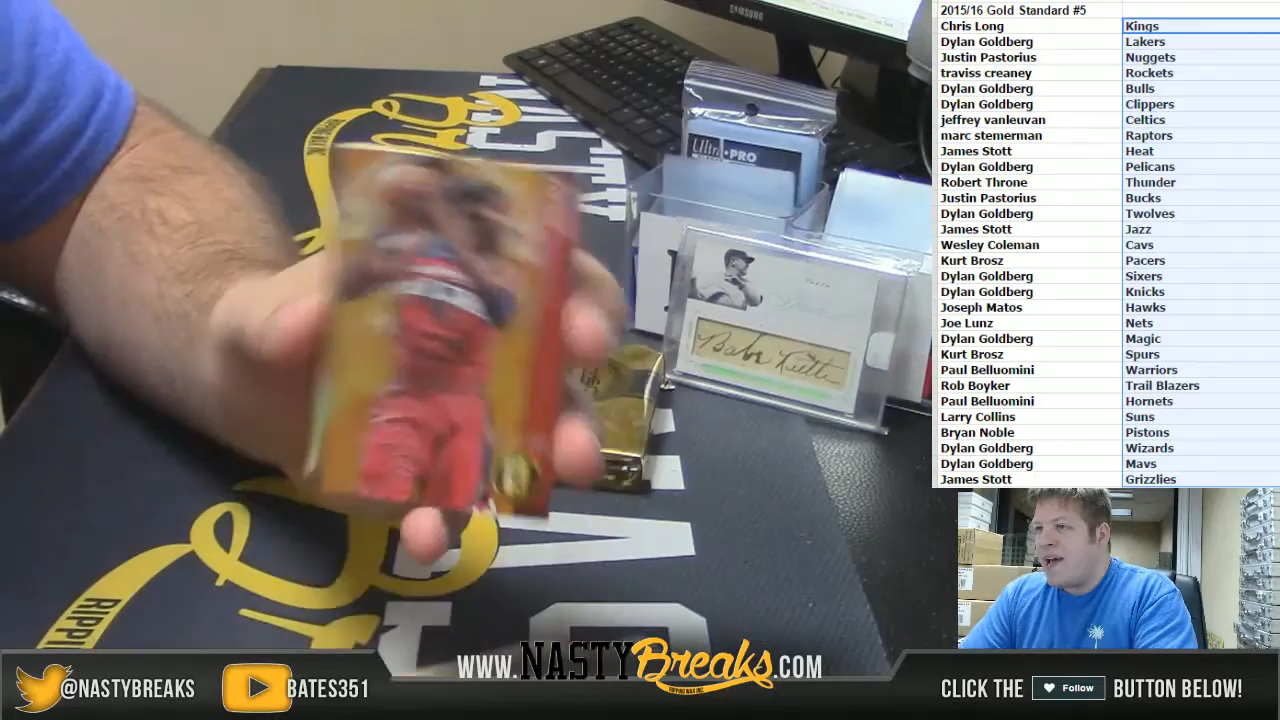 2015/16 Gold Standard #5
Chris Long Kings
Dylan Goldberg Lakers
Justin Pastorius Nuggets
traviss creaney Rockets
Dylan Goldberg Bulls
Dylan Goldberg Clippers
jeffrey vanleuvan Celtics
marc stemerman Raptors
James Stott Heat
Dylan Goldberg Pelicans
Robert Throne Thunder
Justin Pastorius Bucks
Dylan Goldberg Twolves
James Stott Jazz
Wesley Coleman Cavs
Kurt Brosz Pacers
Dylan Goldberg Sixers
Dylan Goldberg Knicks
Joseph Matos Hawks
Joe Lunz Nets
Dylan Goldberg Magic
Kurt Brosz Spurs
Paul Belluomini Warriors
Rob Boyker Trail Blazers
Paul Belluomini Hornets
Larry Collins Suns
Bryan Noble Pistons
Dylan Goldberg Wizards
Dylan Goldberg Mavs
James Stott Grizzlies
SAMSUNG
Ultra PRO
Babe Ruth
RIPPI
WWW.NASTYBreaks.COM
RIPPING WAX INC
@NASTYBREAKS
BATES351
CLICK THE Follow BUTTON BELOW!